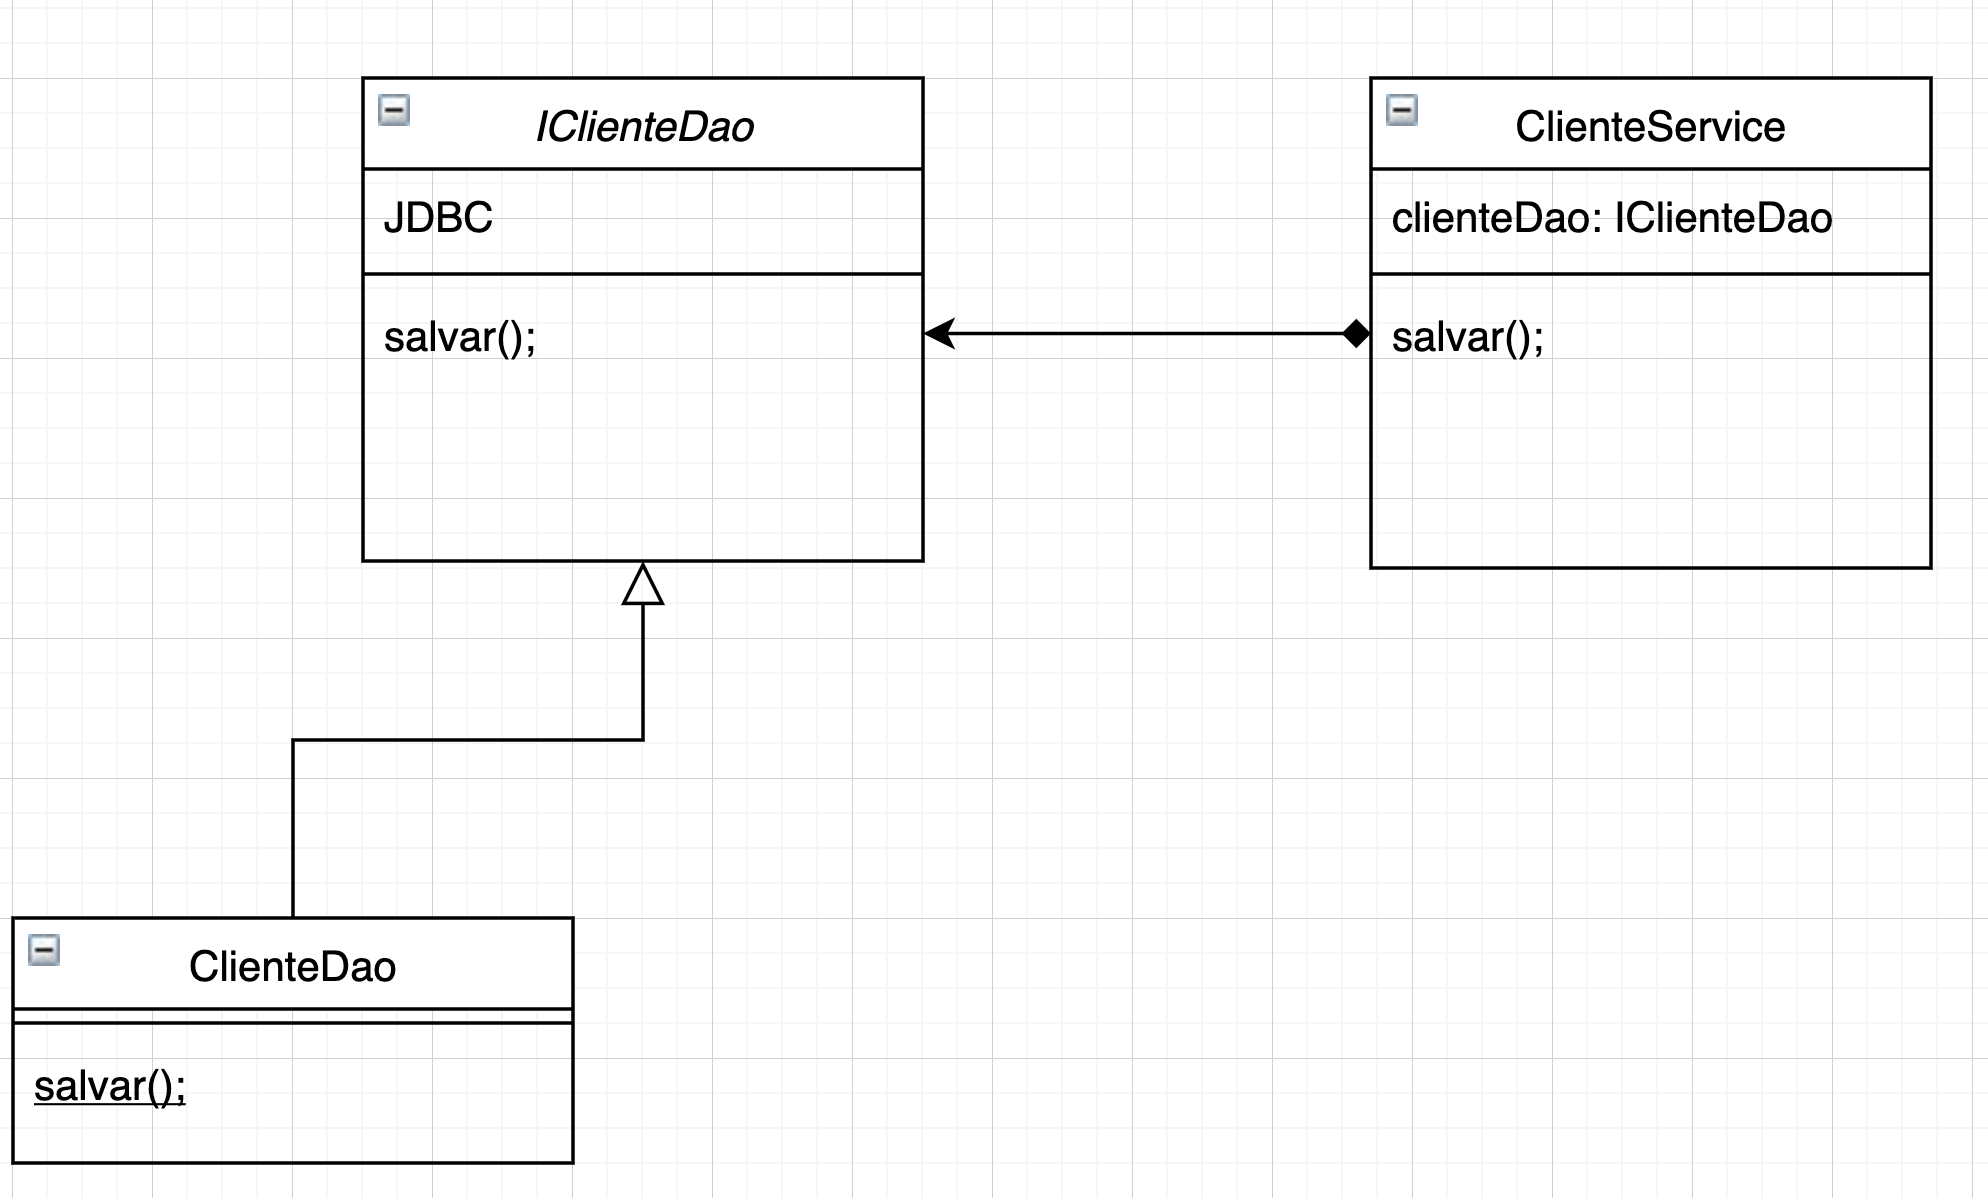 IClienteDao
JDBC
salvar();
ClienteService
clienteDao: IClienteDao
salvar();
ClienteDao
salvar();